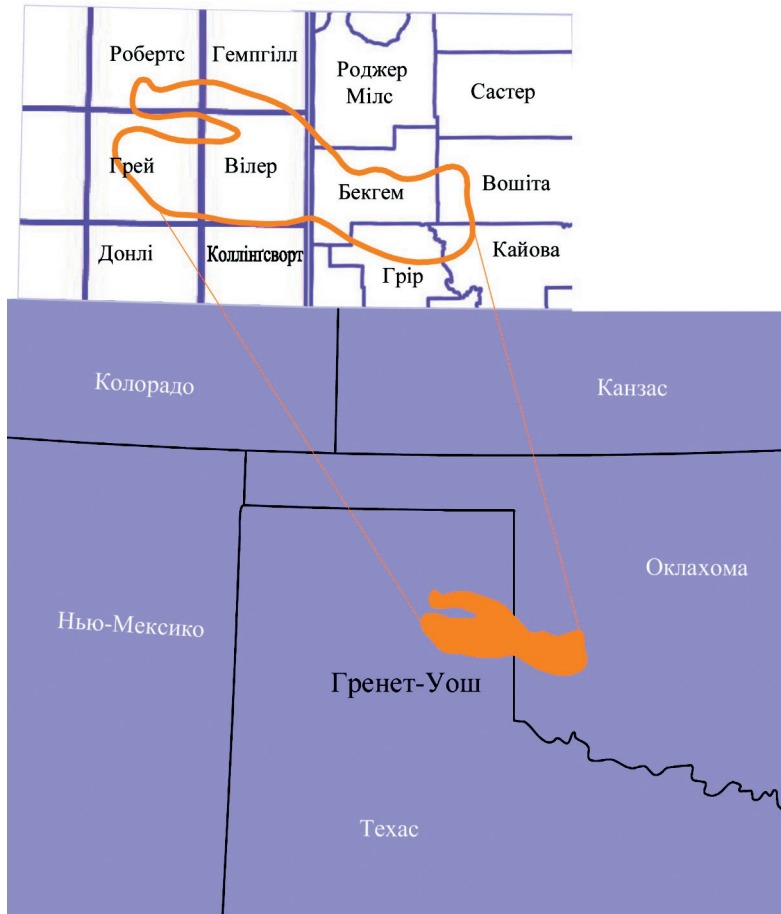 Робертс
Гемпгілл
Роджер
Мілс
Састер
Грей
Вілер
Бекгем
Вошіта
Донлі
Коллінґсворт
Грір
Кайова
Колорадо
Канзас
Оклахома
Нью-Мексико
Гренет-Уош
Техас